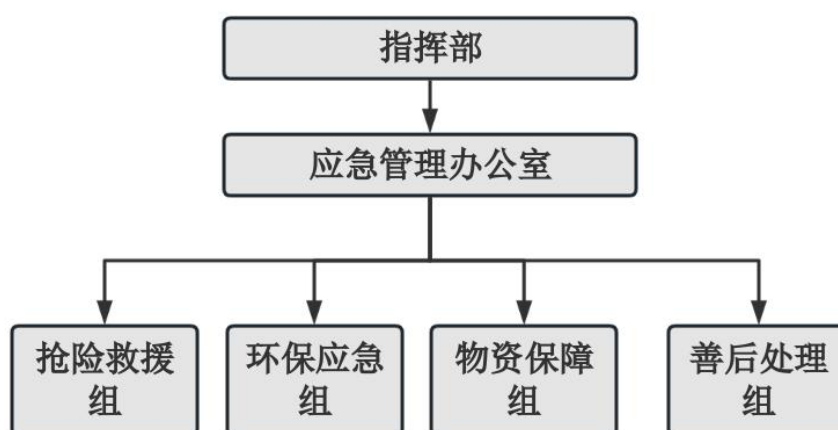 指挥部
应急管理办公室
抢险救援
组
环保应急
组
物资保障
组
善后处理
组